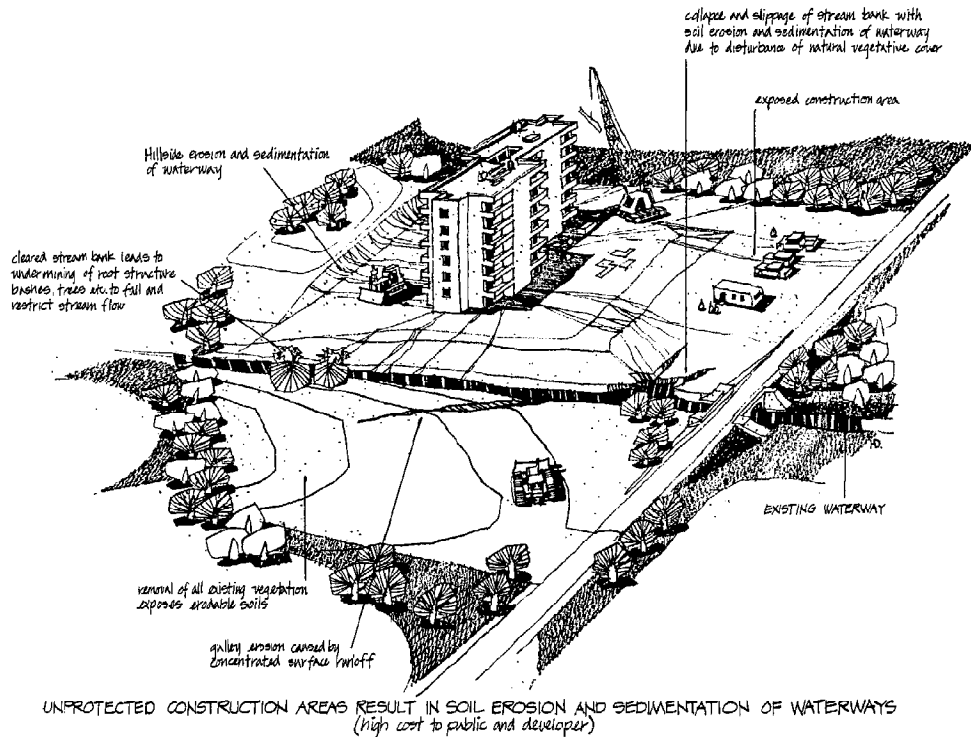 collapse and slippage of stream bank with
soil erosion and sedimentation of waterway
due to disturbance of natural vegetative cover
exposed construction area
Hillside erosion and sedimentation
of waterway
cleared stream bank leads to
undermining of root structure
bushes, trees etc. to fall and
restrict stream flow
EXISTING WATERWAY
removal of all existing vegetation
exposes erodable soils
gulley erosion caused by
concentrated surface runoff
UNPROTECTED CONSTRUCTION AREAS RESULT IN SOIL EROSION AND SEDIMENTATION OF WATERWAYS
(high cost to public and developer)